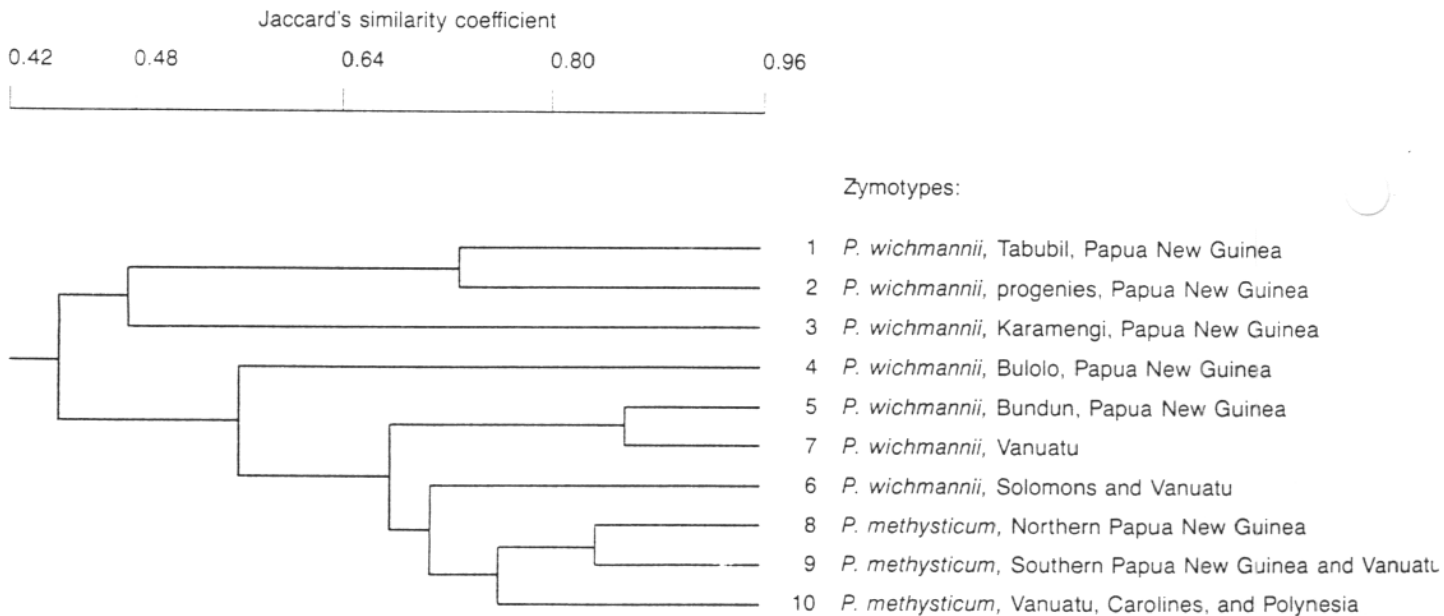 Jaccard's similarity coefficient
0.42 0.48 0.64 0.80 0.96
Zymotypes:
1 P. wichmannii, Tabubil, Papua New Guinea
2 P. wichmannii, progenies, Papua New Guinea
3 P. wichmannii, Karamengi, Papua New Guinea
4 P. wichmannii, Bulolo, Papua New Guinea
5 P. wichmannii, Bundun, Papua New Guinea
7 P. wichmannii, Vanuatu
6 P. wichmannii, Solomons and Vanuatu
8 P. methysticum, Northern Papua New Guinea
9 P. methysticum, Southern Papua New Guinea and Vanuatu
10 P. methysticum, Vanuatu, Carolines, and Polynesia